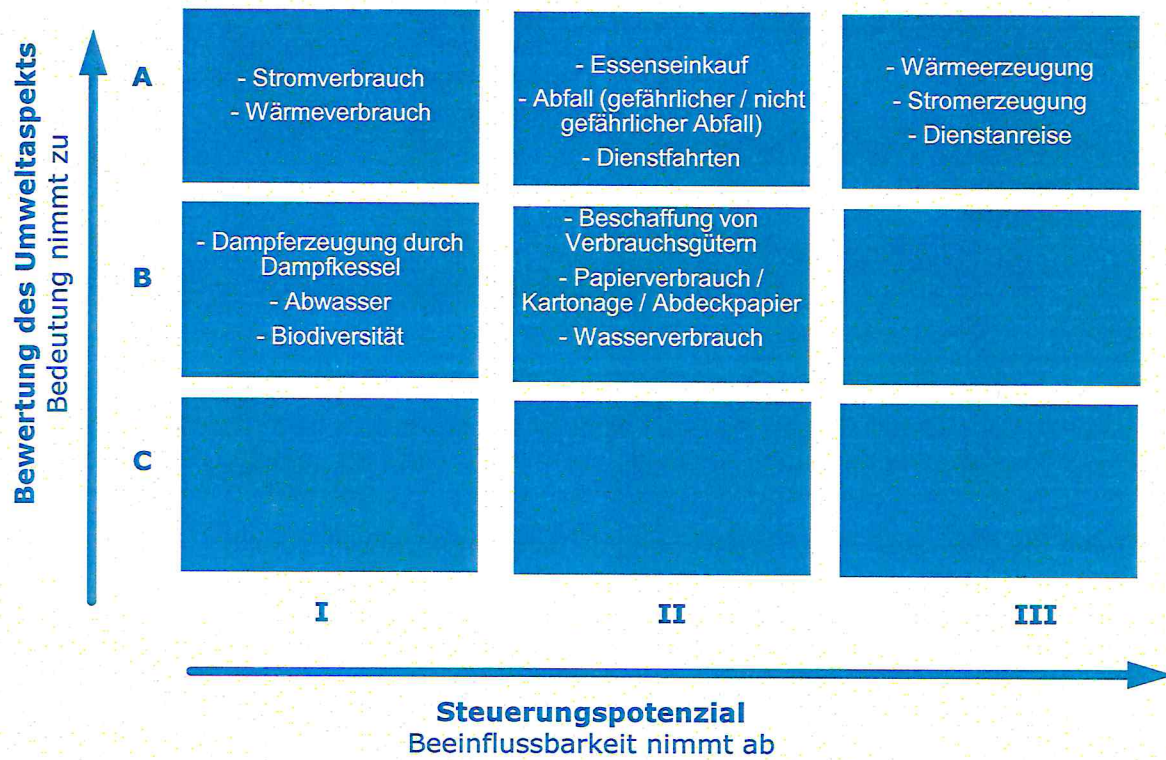 Bewertung des Umweltaspekts
Bedeutung nimmt zu
A
- Stromverbrauch
- Wärmeverbrauch
- Essenseinkauf
- Abfall (gefährlicher / nicht
gefährlicher Abfall)
- Dienstfahrten
- Wärmeerzeugung
- Stromerzeugung
- Dienstanreise
B
- Dampferzeugung durch
Dampfkessel
- Abwasser
- Biodiversität
- Beschaffung von
Verbrauchsgütern
- Papierverbrauch /
Kartonage / Abdeckpapier
- Wasserverbrauch
C
I
II
III
Steuerungspotenzial
Beeinflussbarkeit nimmt ab